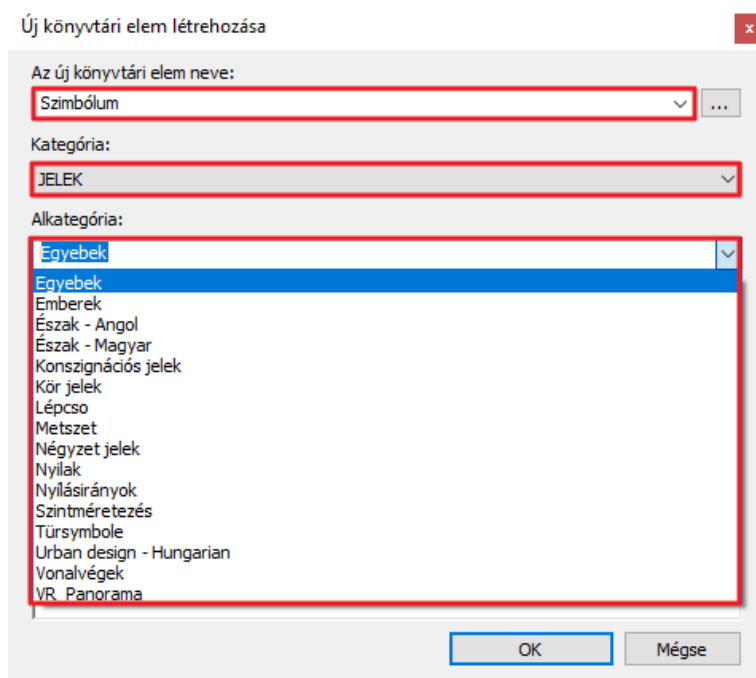 Új könyvtári elem létrehozása
x
Az új könyvtári elem neve:
Szimbólum
...
Kategória:
JELEK
Alkategória:
Egyebek
Egyebek
Emberek
Észak - Angol
Észak - Magyar
Konszignációs jelek
Kör jelek
Lépcso
Metszet
Négyzet jelek
Nyilak
Nyílásirányok
Szintméretezés
Türsymbole
Urban design - Hungarian
Vonalvégek
VR_Panorama
OK
Mégse